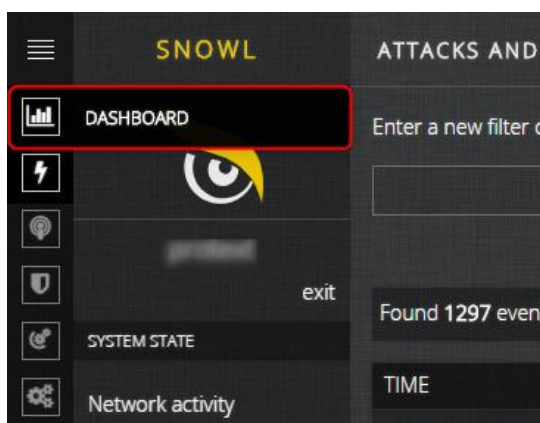 SNOWL
ATTACKS AND
DASHBOARD
Enter a new filter
exit
Found 1297 even
SYSTEM STATE
TIME
Network activity